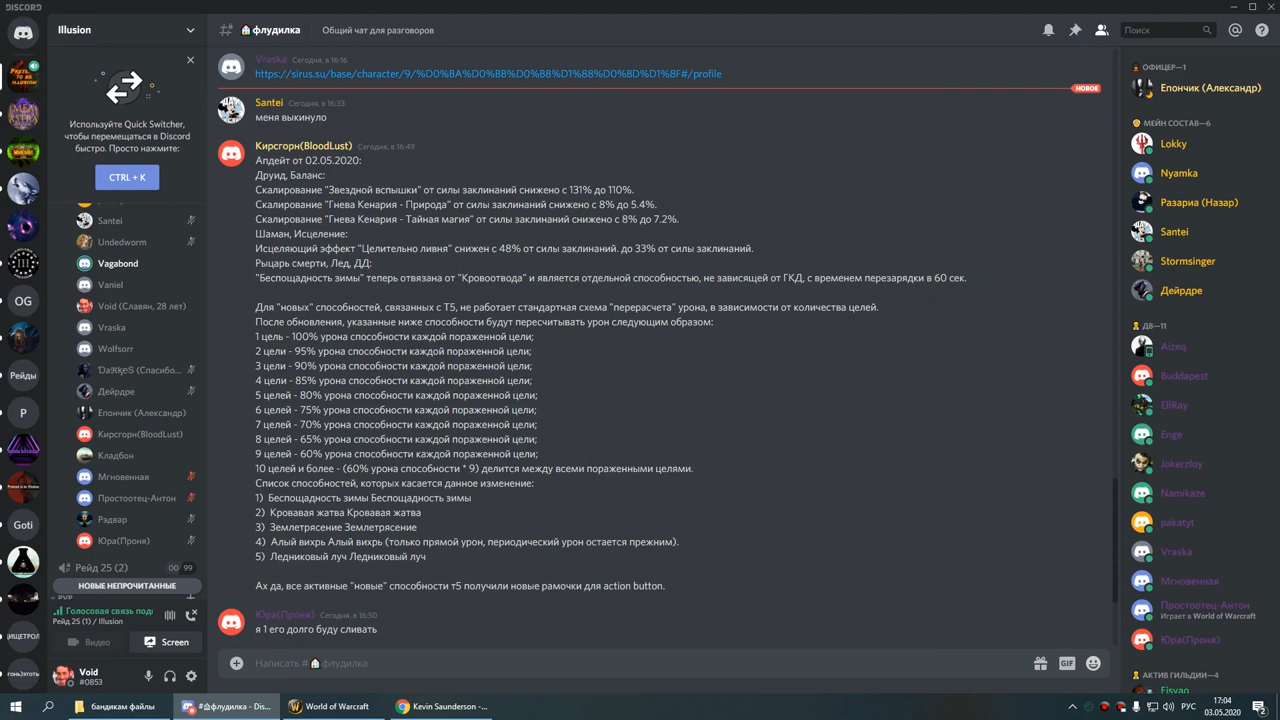 DISCORD
Illusion
флудилка
Общий чат для разговоров
Поиск
Используйте Quick Switcher,
чтобы перемещаться в Discord
быстро. Просто нажмите:
CTRL + K
Santei
Undedworm
Vagabond
Vaniel
Void (Славян, 28 лет)
Vraska
Wolfsorr
(Спасибо...
Дейрдре
Епончик (Александр)
Кирсгорн(BloodLust)
Кладбон
Мгновенная
Простоотец-Антон
Рэдвар
Юра(Проня)
Рейд 25 (2)
00 99
НОВЫЕ НЕПРОЧИТАННЫЕ
Голосовая связь под
Рейд 25 (1) / Illusion
Видео
Screen
Void
#0853
OG
Рейды
P
Goti
ИЩЕТРОЛ
Vraska Сегодня, в 16:16
https://sirus.su/base/character/9/%D0%BA%D0%BB%D0%B8%D1%88%D0%BD%D1%8F#/profile
НОВОЕ
Santei Сегодня, в 16:33
меня выкинуло
Кирсгорн(BloodLust) Сегодня, в 16:49
Апдейт от 02.05.2020:
Друид, Баланс:
Скалирование "Звездной вспышки" от силы заклинаний снижено с 131% до 110%.
Скалирование "Гнева Кенария - Природа" от силы заклинаний снижено с 8% до 5.4%.
Скалирование "Гнева Кенария - Тайная магия" от силы заклинаний снижено с 8% до 7.2%.
Шаман, Исцеление:
Исцеляющий эффект "Целительно ливня" снижен с 48% от силы заклинаний. до 33% от силы заклинаний.
Рыцарь смерти, Лед, ДД:
"Беспощадность зимы" теперь отвязана от "Кровоотвода" и является отдельной способностью, не зависящей от ГКД, с временем перезарядки в 60 сек.
Для "новых" способностей, связанных с Т5, не работает стандартная схема "перерасчета" урона, в зависимости от количества целей.
После обновления, указанные ниже способности будут пересчитывать урон следующим образом:
1 цель - 100% урона способности каждой пораженной цели;
2 цели - 95% урона способности каждой пораженной цели;
3 цели - 90% урона способности каждой пораженной цели;
4 цели - 85% урона способности каждой пораженной цели;
5 целей - 80% урона способности каждой пораженной цели;
6 целей - 75% урона способности каждой пораженной цели;
7 целей - 70% урона способности каждой пораженной цели;
8 целей - 65% урона способности каждой пораженной цели;
9 целей - 60% урона способности каждой пораженной цели;
10 целей и более - (60% урона способности * 9) делится между всеми пораженными целями.
Список способностей, которых касается данное изменение:
1) Беспощадность зимы Беспощадность зимы
2) Кровавая жатва Кровавая жатва
3) Землетрясение Землетрясение
4) Алый вихрь Алый вихрь (только прямой урон, периодический урон остается прежним).
5) Ледниковый луч Ледниковый луч
Ах да, все активные "новые" способности т5 получили новые рамочки для action button.
Юра(Проня) Сегодня, в 16:50
я 1 его долго буду сливать
Написать #флудилка
GIF
ОФИЦЕР—1
Епончик (Александр)
МЕЙН СОСТАВ—6
Lokky
Nyamka
Разариа (Назар)
Santei
Stormsinger
Дейрдре
ДВ—11
Aizeq
Buddapest
EllRay
Enge
Jokerzloy
Namikaze
pakatyt
Vraska
Мгновенная
Простоотец-Антон
Играет в World of Warcraft
Юра(Проня)
АКТИВ ГИЛЬДИИ—4
Fisvao
бандикам файлы
#флудилка - Dis...
World of Warcraft
Kevin Saunderson -...
РУС
17:04
03.05.2020
2